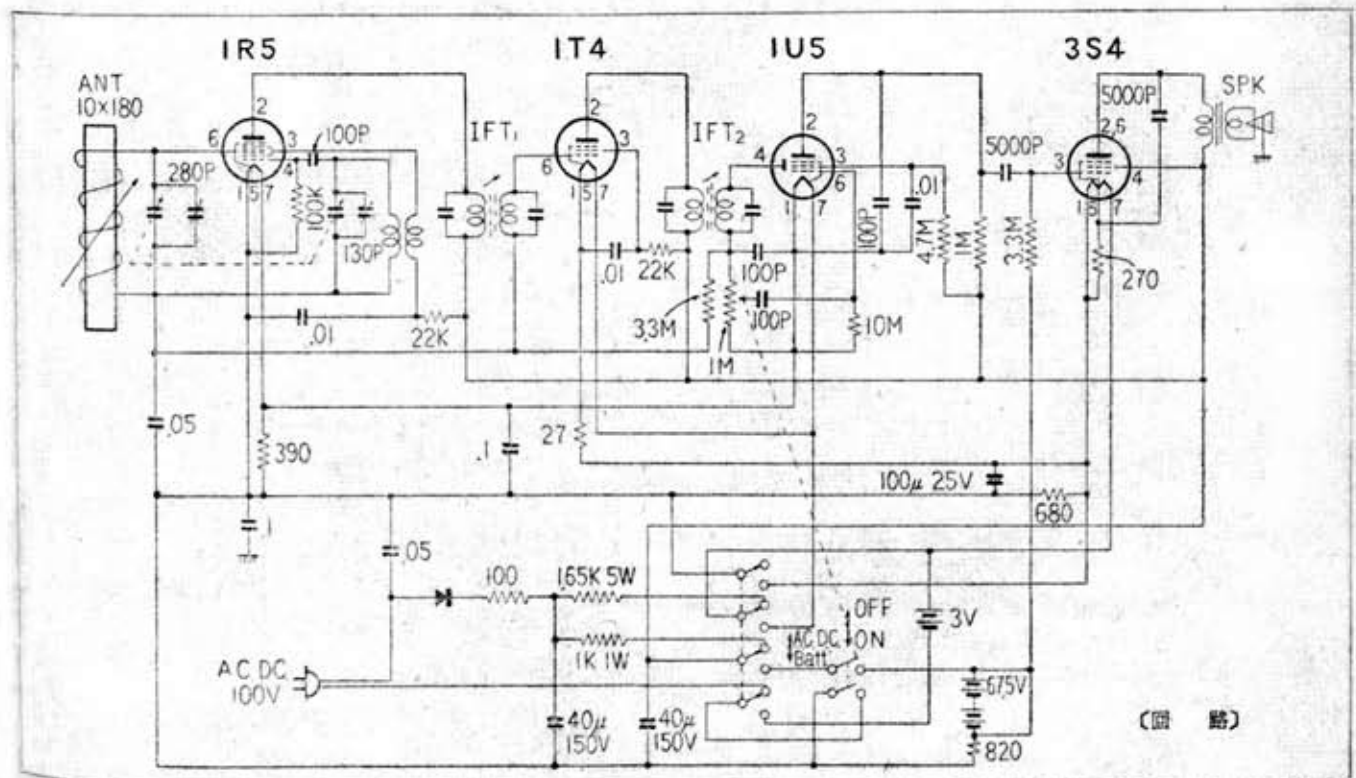 1R5
1T4
1U5
3S4
ANT
10×180
2
6
3
4
1
5
7
100P
280P
100K
130P
IFT₁
2
6
3
1
5
7
.01
22K
IFT₂
2
4
3
6
1
7
100P
.01
4.7M
1M
3.3M
5000P
5000P
2,6
3
4
1
5
7
SPK
270
.01
22K
3.3M
1M
100P
100P
10M
.05
390
.1
27
100μ 25V
680
.1
.05
100
1.65K 5W
1K 1W
OFF
ON
AC.DC.
Batt
3V
AC DC
100V
40μ
150V
40μ
150V
67.5V
820
〔回 路〕